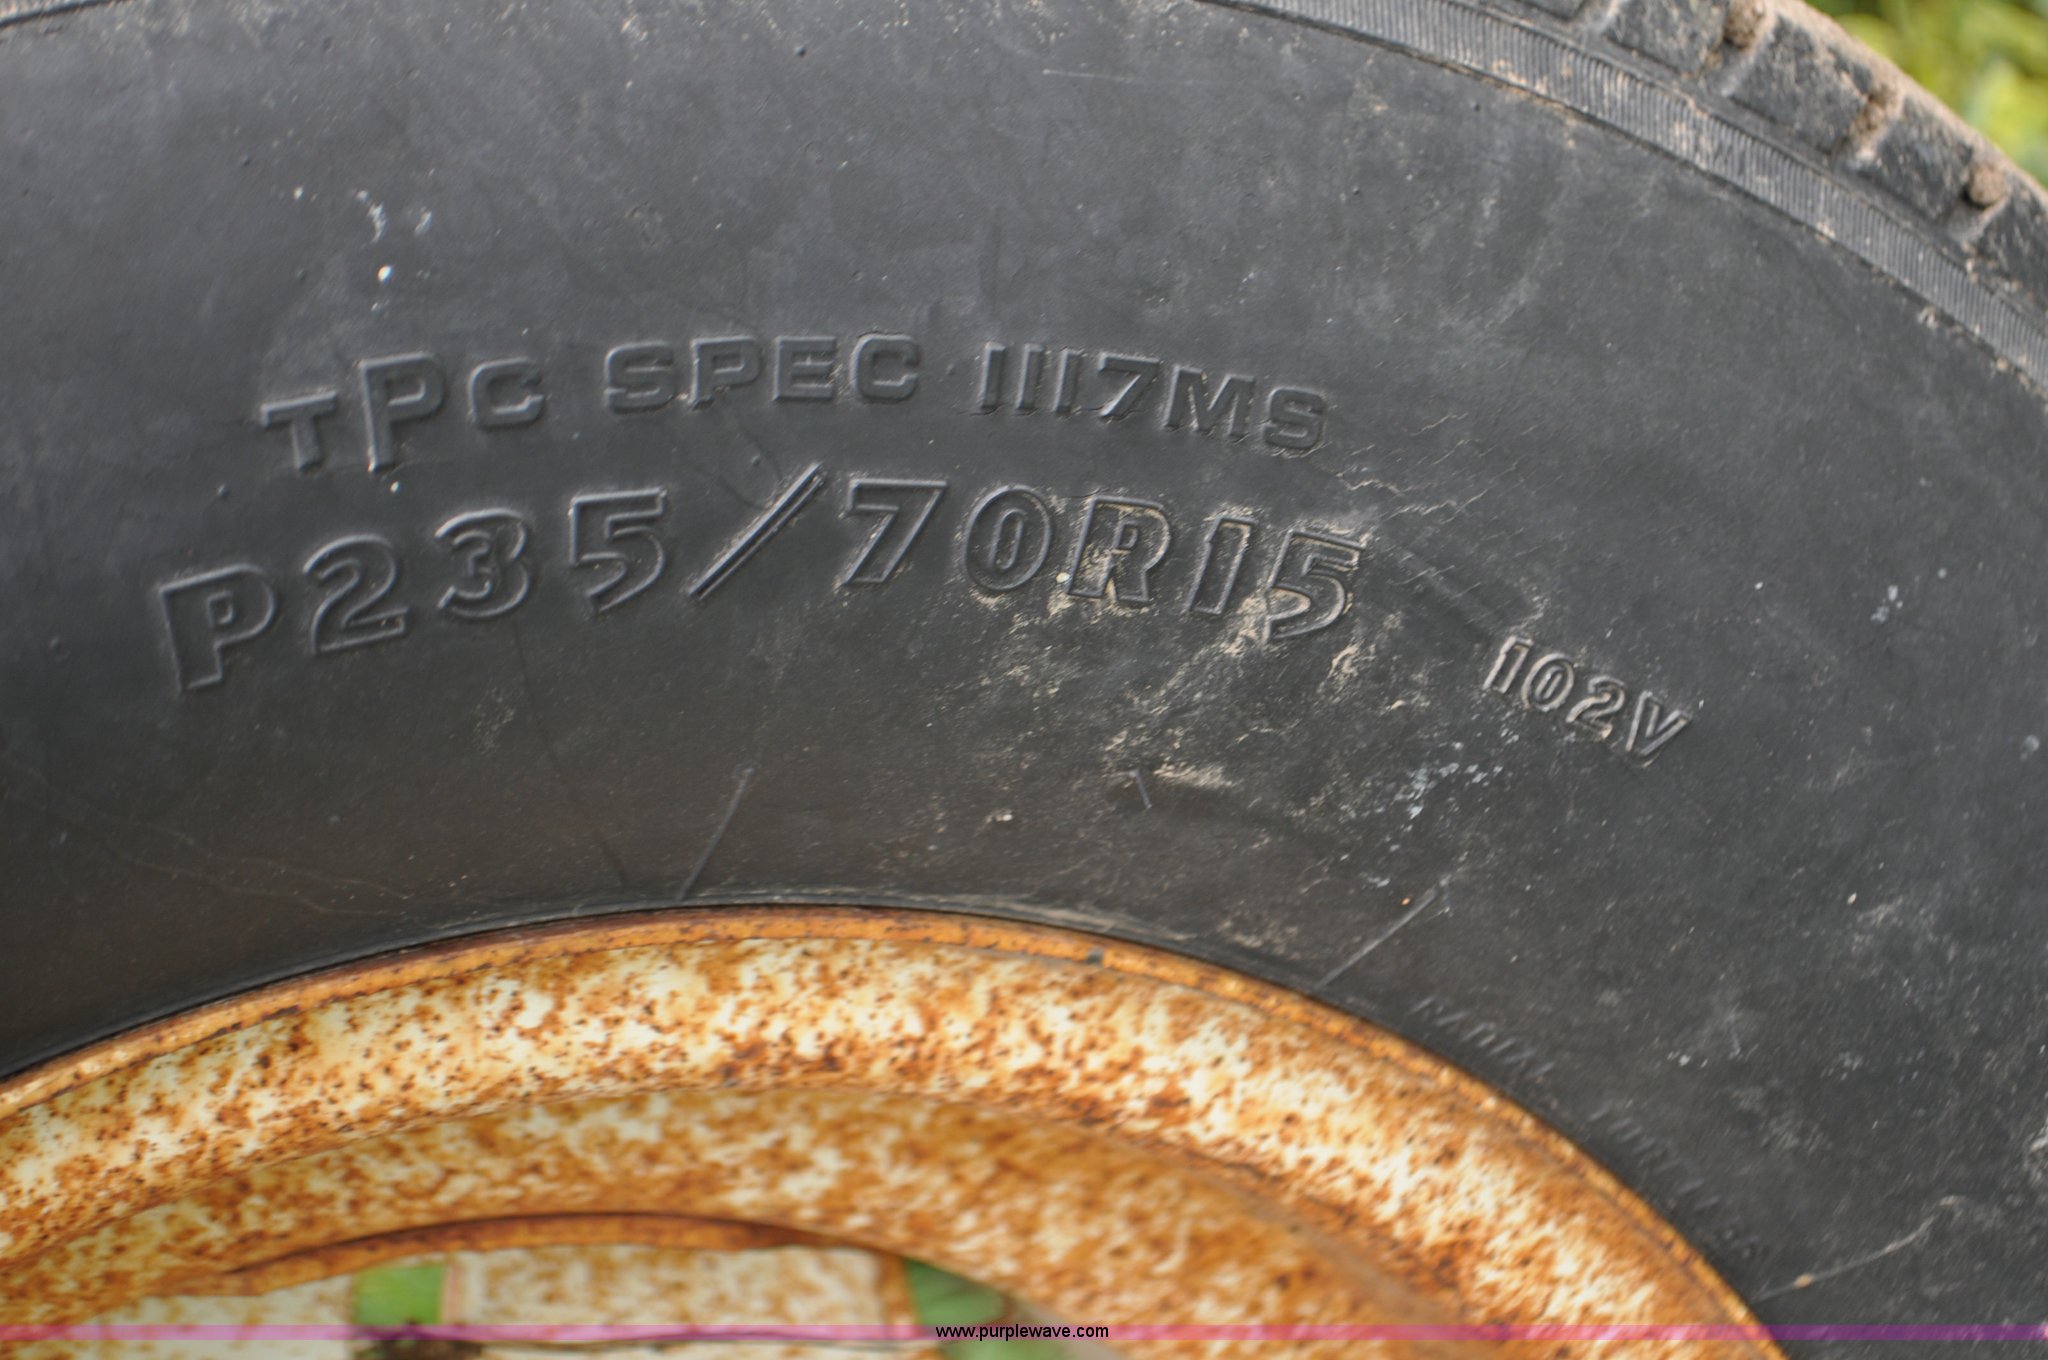 TPC SPEC 1117MS
P235/70R15 102V
www.purplewave.com